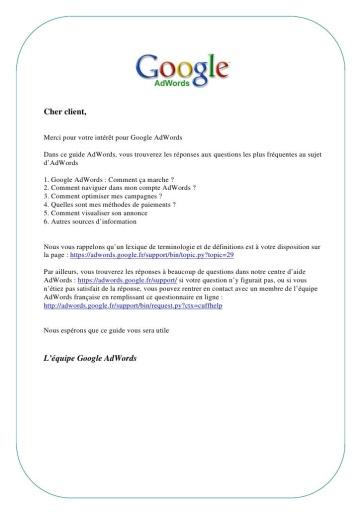 Google
AdWords
Cher client,
Merci pour votre intérêt pour Google AdWords
Dans ce guide AdWords, vous trouverez les réponses aux questions les plus fréquentes au sujet
d'AdWords
1. Google AdWords : Comment ça marche ?
2. Comment naviguer dans mon compte AdWords ?
3. Comment optimiser mes campagnes ?
4. Quelles sont mes méthodes de paiements ?
5. Comment visualiser son annonce
6. Autres sources d'information
Nous vous rappelons qu'un lexique de terminologie et de définitions est à votre disposition sur
la page : https://adwords.google.fr/support/bin/topic.py?topic=29
Par ailleurs, vous trouverez les réponses à beaucoup de questions dans notre centre d'aide
AdWords : https://adwords.google.fr/support/ si votre question n'y figurait pas, ou si vous
n'étiez pas satisfait de la réponse, vous pouvez rentrer en contact avec un membre de l'équipe
AdWords française en remplissant ce questionnaire en ligne :
http://adwords.google.fr/support/bin/request.py?ctx=cuffhelp
Nous espérons que ce guide vous sera utile
L'équipe Google AdWords